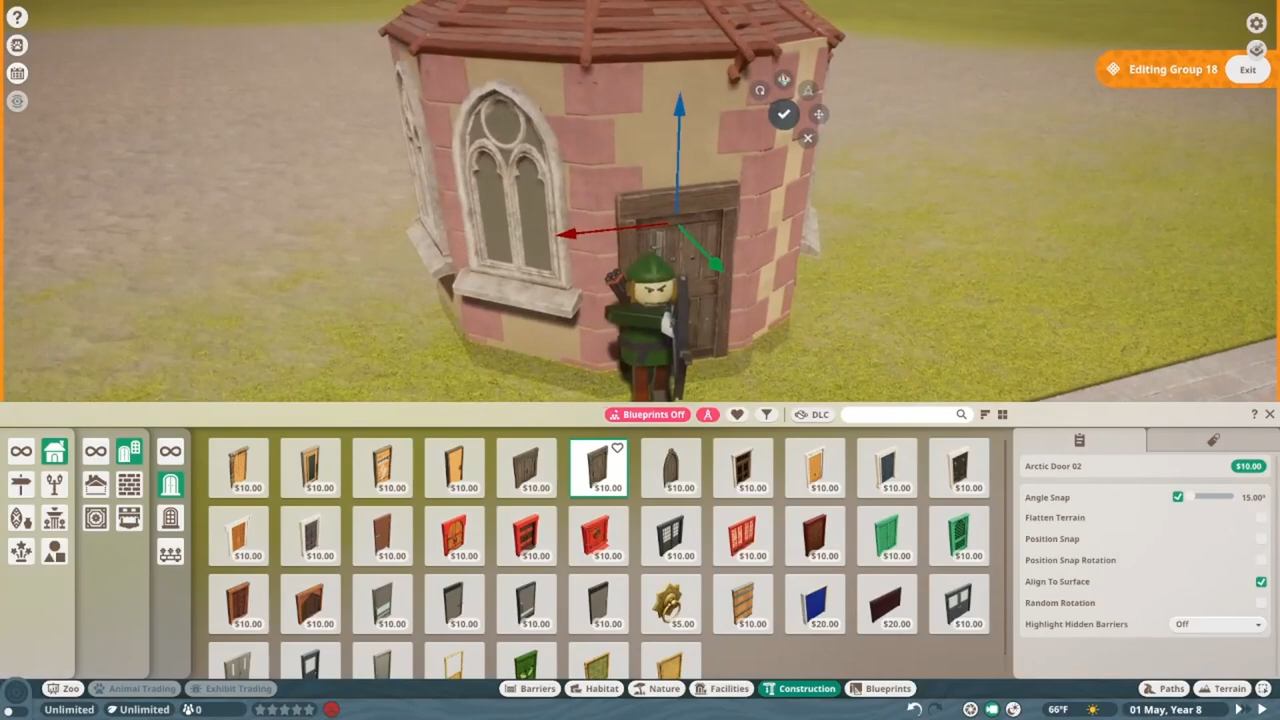 Editing Group 18
Exit
Blueprints Off
DLC
$10.00 $10.00 $10.00 $10.00 $10.00 $10.00 $10.00 $10.00 $10.00 $10.00 $10.00
$10.00 $10.00 $10.00 $10.00 $10.00 $10.00 $10.00 $10.00 $10.00 $10.00 $10.00
$10.00 $10.00 $10.00 $10.00 $10.00 $10.00 $5.00 $10.00 $20.00 $20.00 $10.00
Arctic Door 02 $10.00
Angle Snap 15.00°
Flatten Terrain
Position Snap
Position Snap Rotation
Align To Surface
Random Rotation
Highlight Hidden Barriers Off
Zoo Animal Trading Exhibit Trading Barriers Habitat Nature Facilities Construction Blueprints Paths Terrain
Unlimited Unlimited 0 66°F 01 May, Year 8